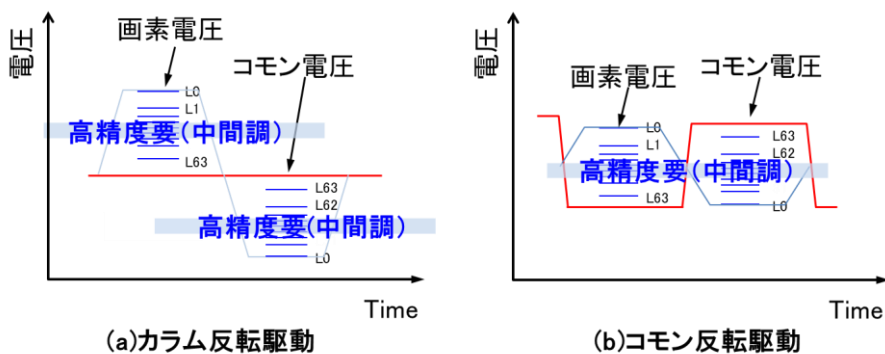 電圧
画素電圧
コモン電圧
L0
L1
高精度要(中間調)
L63
L63
L62
高精度要(中間調)
L0
Time
(a)カラム反転駆動
電圧
画素電圧
コモン電圧
L0
L1
L63
L62
高精度要(中間調)
L63
L0
Time
(b)コモン反転駆動